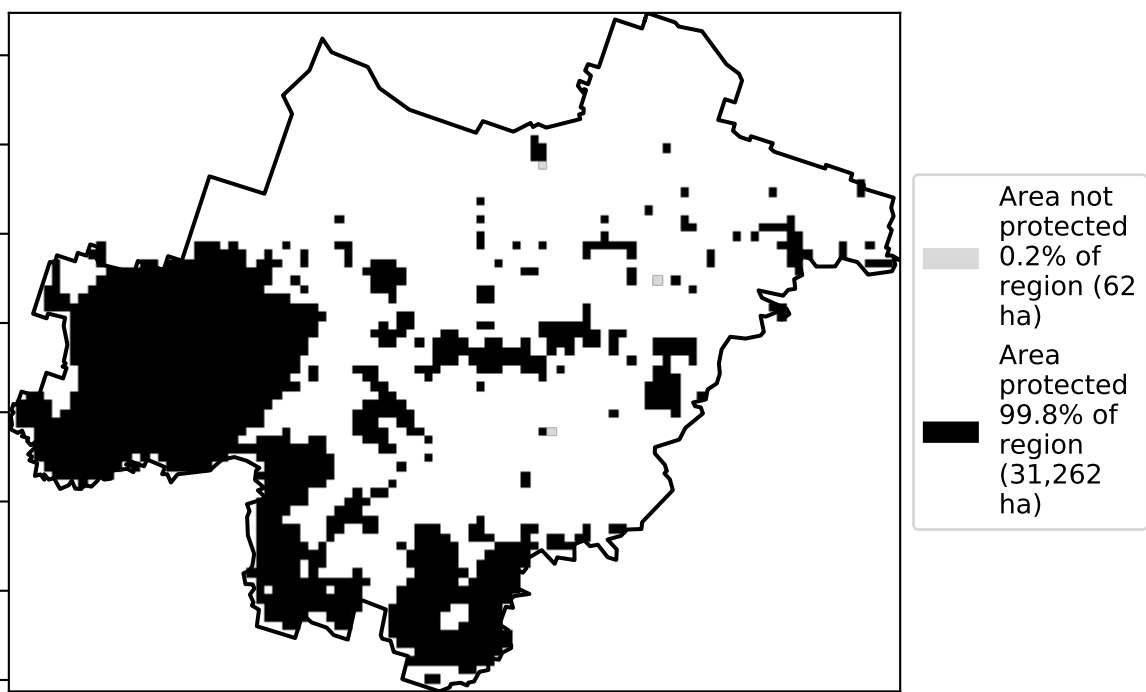 Area not
protected
0.2% of
region (62
ha)
Area
protected
99.8% of
region
(31,262
ha)